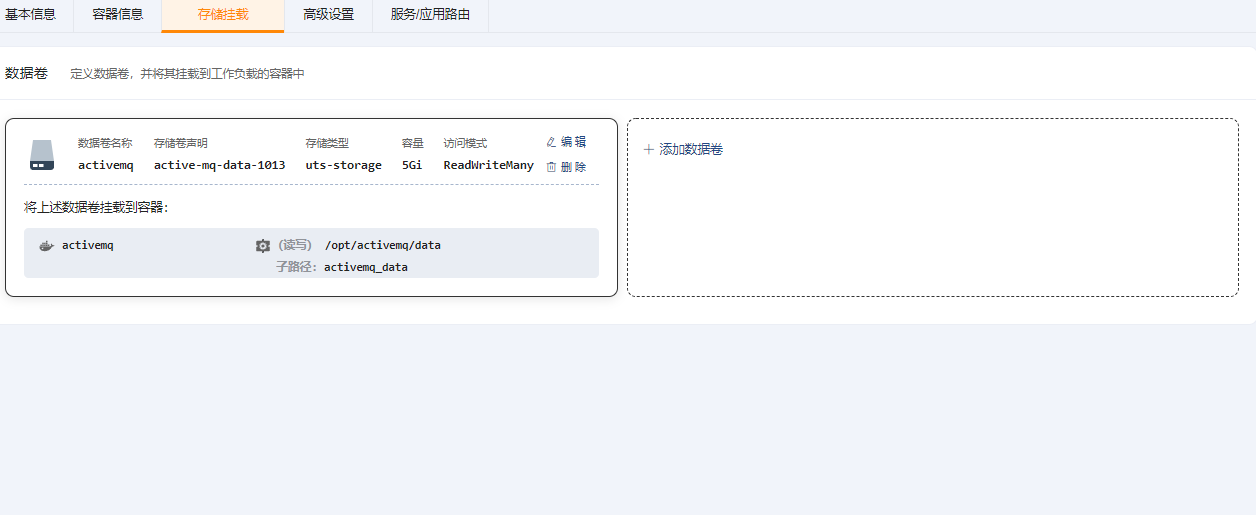 基本信息 容器信息 存储挂载 高级设置 服务/应用路由
数据卷 定义数据卷，并将其挂载到工作负载的容器中
数据卷名称 存储卷声明 存储类型 容量 访问模式 编辑
activemq active-mq-data-1013 uts-storage 5Gi ReadWriteMany 删除
将上述数据卷挂载到容器：
activemq (读写) /opt/activemq/data
子路径：activemq_data
添加数据卷